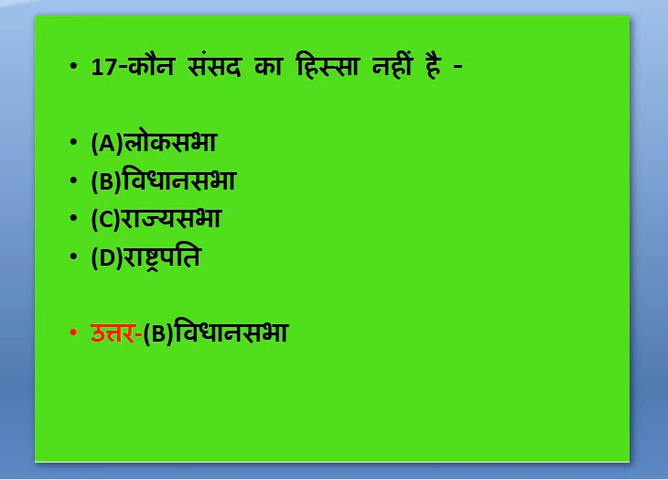 • 17-कौन संसद का हिस्सा नहीं है -
• (A)लोकसभा
• (B)विधानसभा
• (C)राज्यसभा
• (D)राष्ट्रपति
• उत्तर-(B)विधानसभा